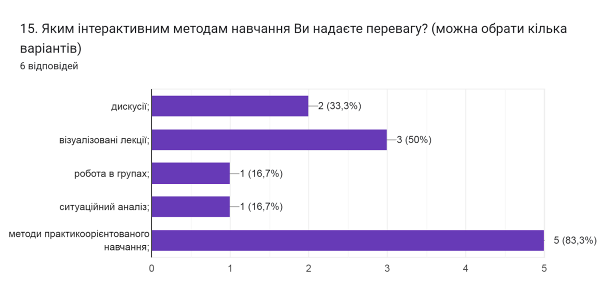 15. Яким інтерактивним методам навчання Ви надаєте перевагу? (можна обрати кілька
варіантів)
6 відповідей
дискусії;
2 (33,3%)
візуалізовані лекції;
3 (50%)
робота в групах;
1 (16,7%)
ситуаційний аналіз;
1 (16,7%)
методи практикоорієнтованого
навчання;
5 (83,3%)
0 1 2 3 4 5